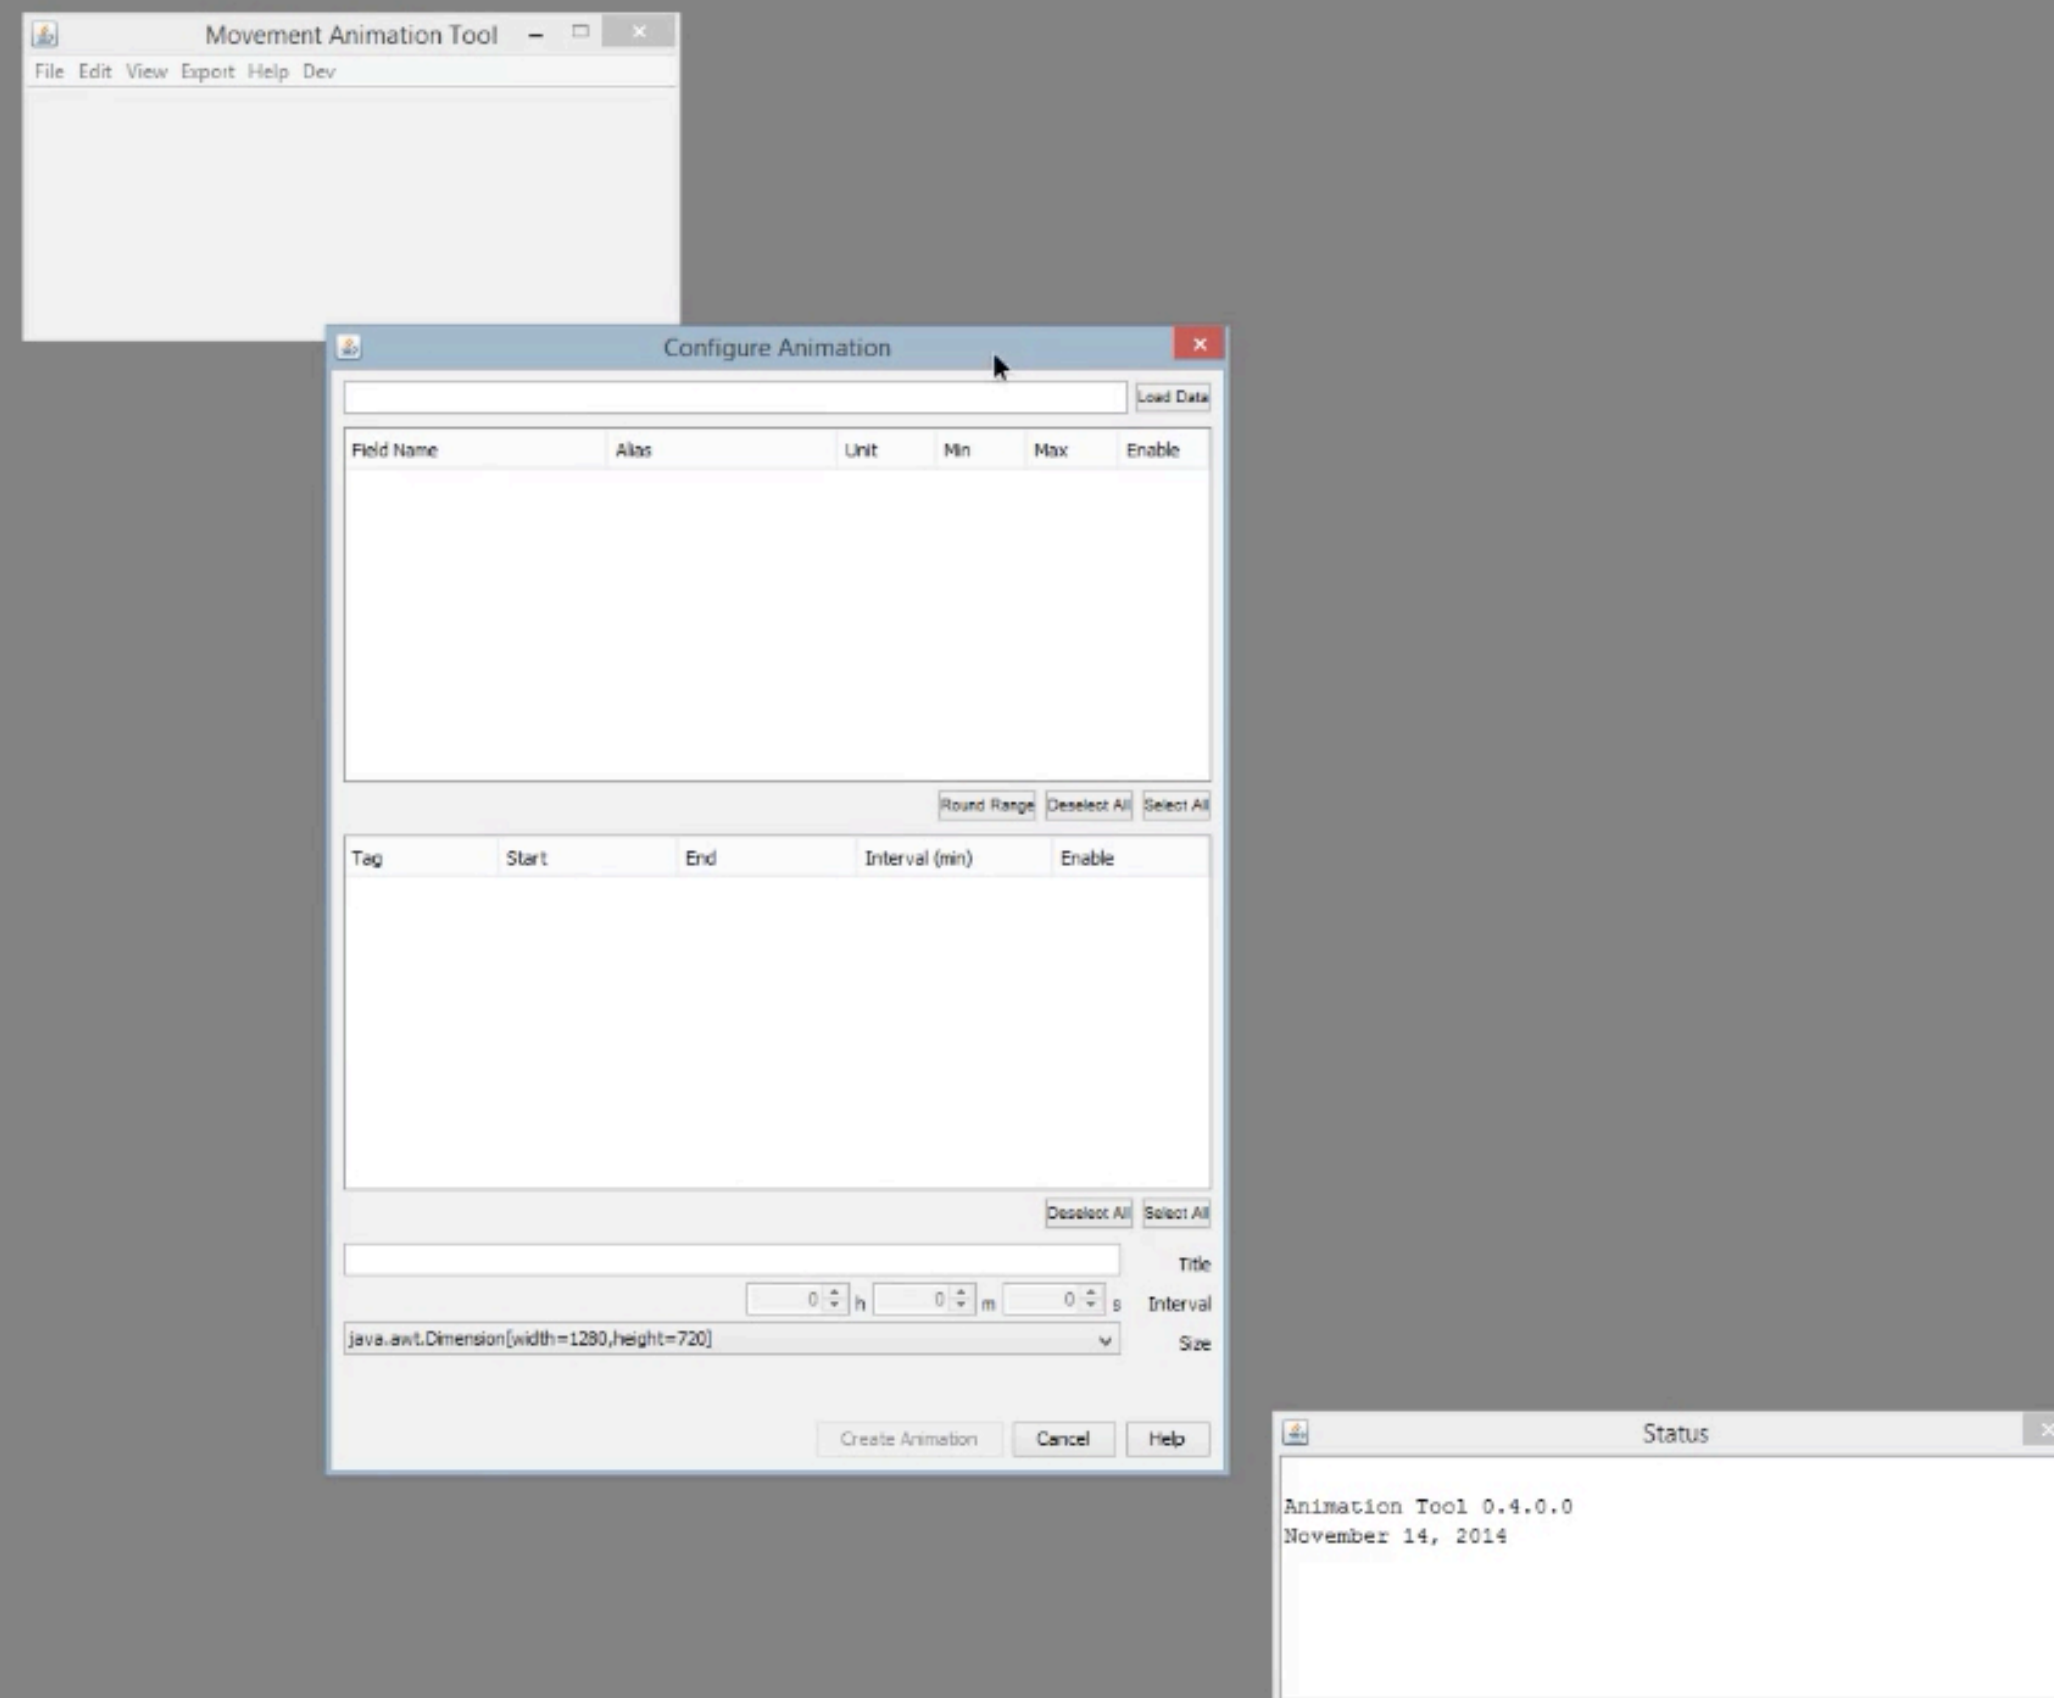 Movement Animation Tool
File Edit View Export Help Dev
Configure Animation
Load Data
Field Name Alias Unit Min Max Enable
Round Range Deselect All Select All
Tag Start End Interval (min) Enable
Deselect All Select All
Title
0 h 0 m 0 s Interval
java.awt.Dimension[width=1280,height=720] Size
Create Animation Cancel Help
Status
Animation Tool 0.4.0.0
November 14, 2014